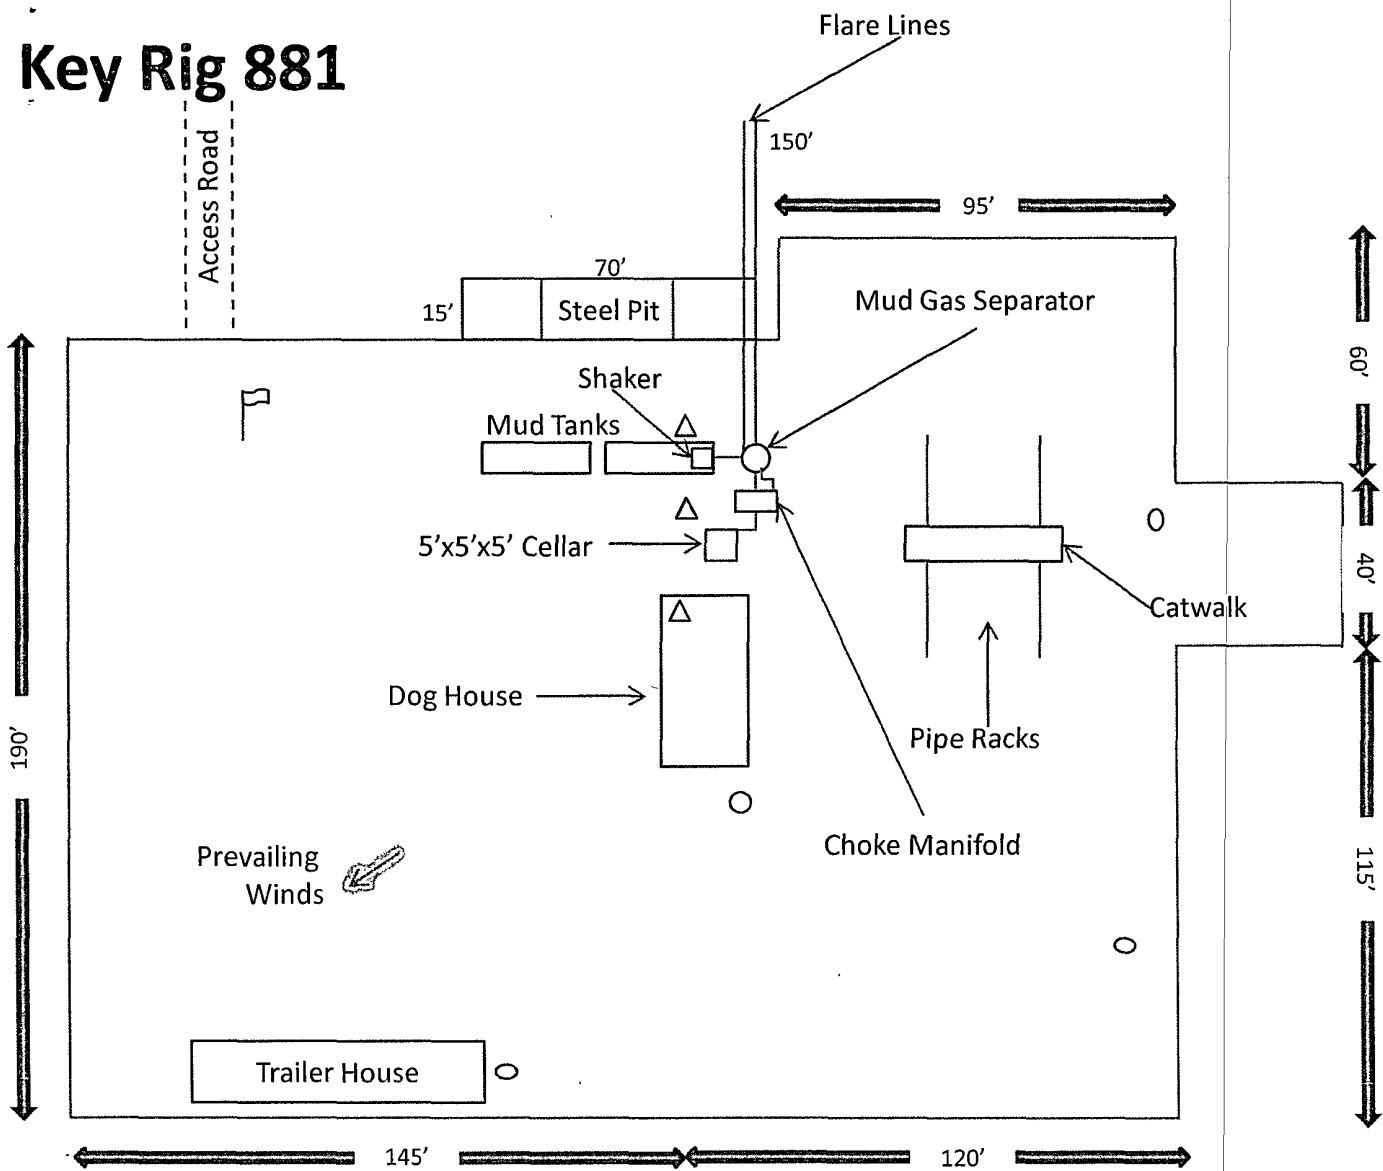 Flare Lines
Key Rig 881
Access Road
150'
95'
70'
15'
Steel Pit
Mud Gas Separator
60'
Shaker
Mud Tanks
5'x5'x5' Cellar
40'
Catwalk
Dog House
Pipe Racks
190'
Choke Manifold
Prevailing
Winds
115'
Trailer House
145'
120'